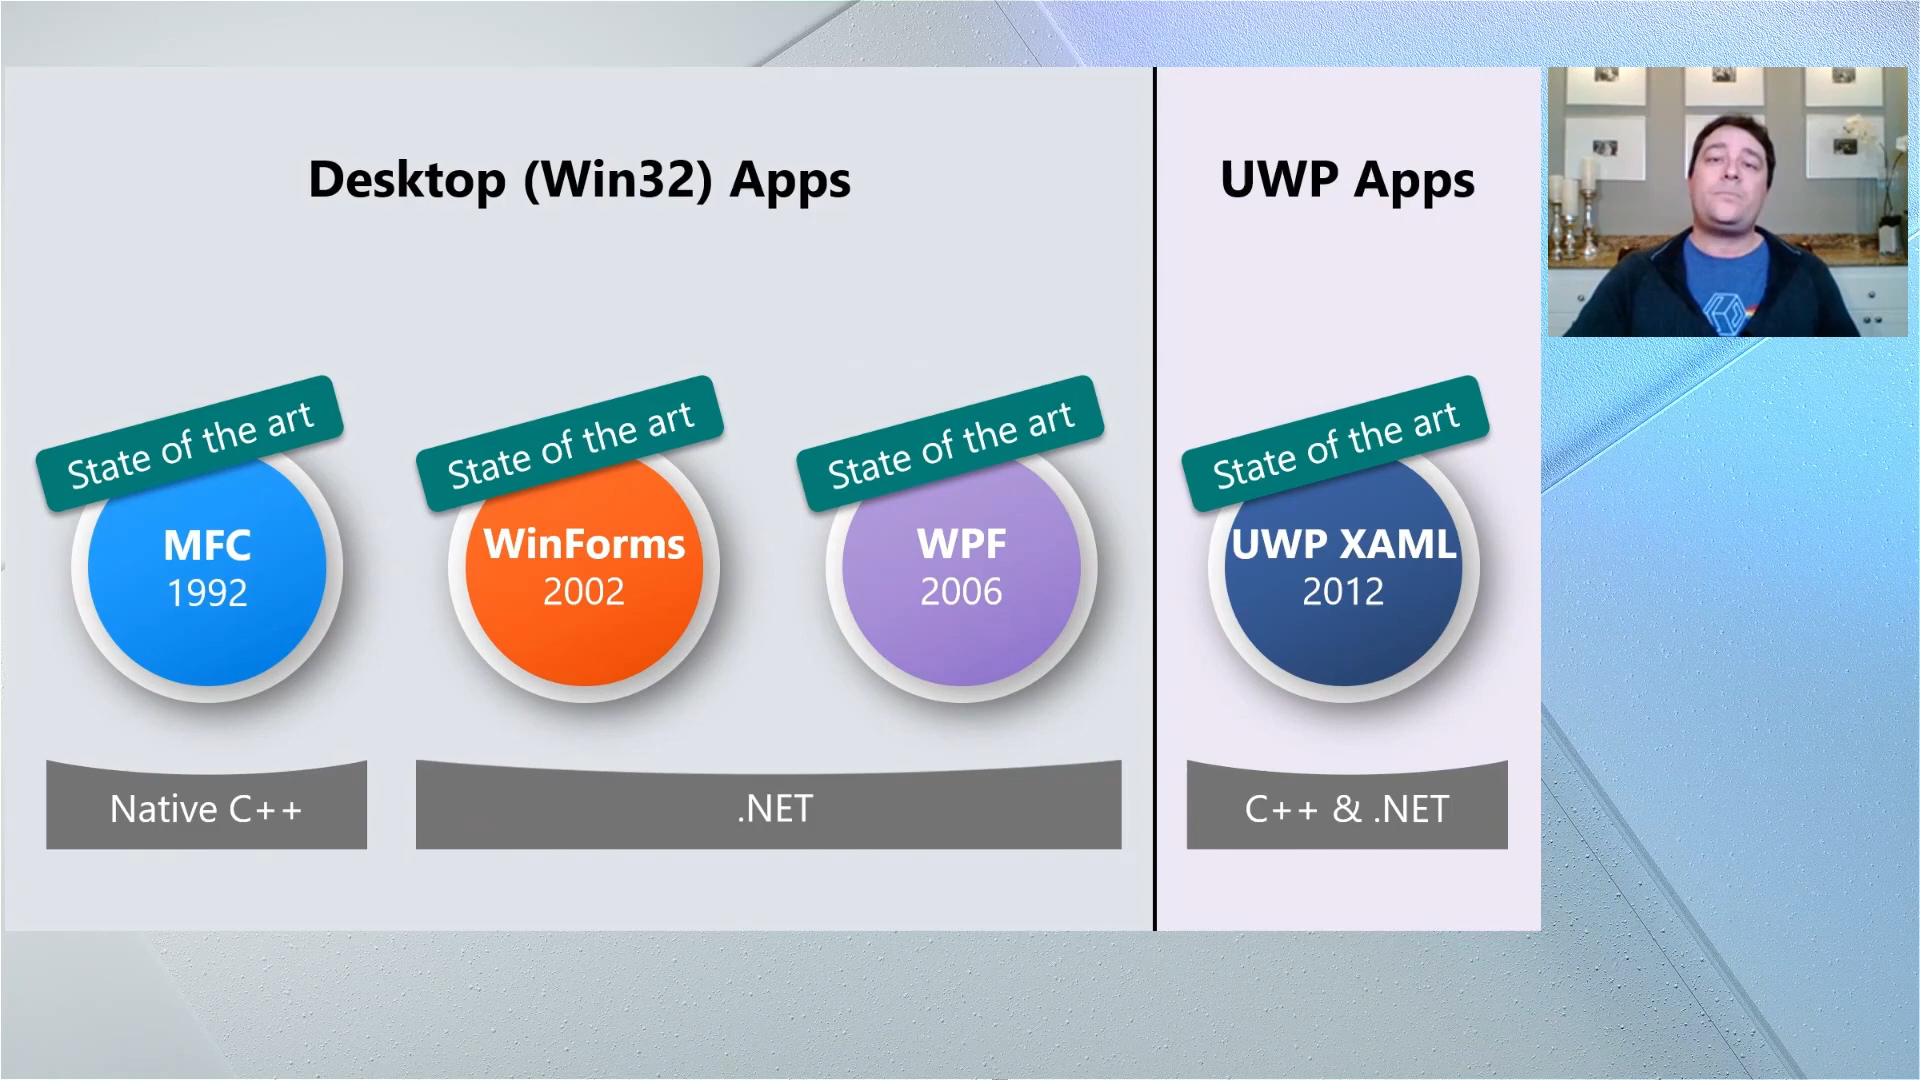 Desktop (Win32) Apps
UWP Apps
State of the art
MFC
1992
State of the art
WinForms
2002
State of the art
WPF
2006
State of the art
UWP XAML
2012
Native C++
.NET
C++ & .NET